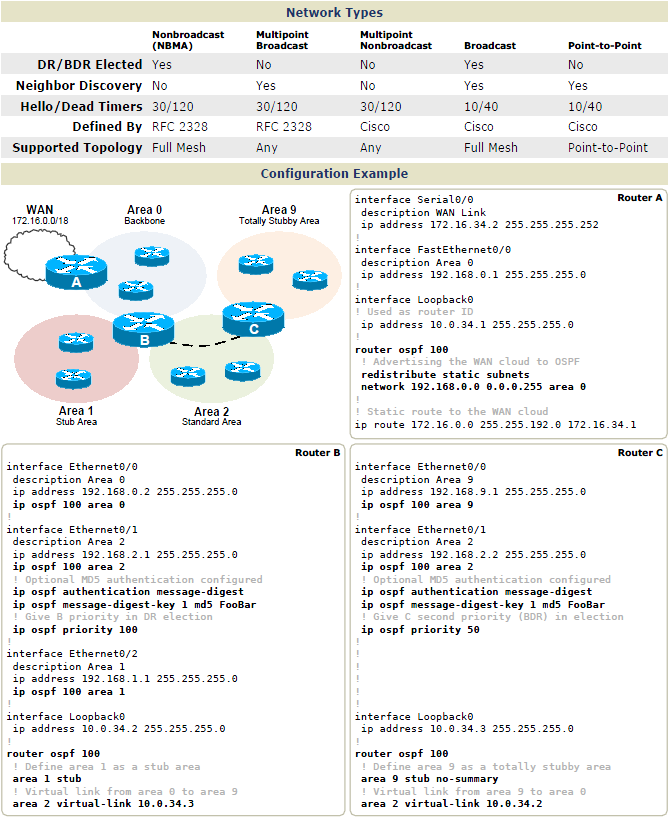 Network Types
Nonbroadcast (NBMA) Multipoint Broadcast Multipoint Nonbroadcast Broadcast Point-to-Point
DR/BDR Elected Yes No No Yes No
Neighbor Discovery No Yes No Yes Yes
Hello/Dead Timers 30/120 30/120 30/120 10/40 10/40
Defined By RFC 2328 RFC 2328 Cisco Cisco Cisco
Supported Topology Full Mesh Any Any Full Mesh Point-to-Point
Configuration Example
WAN
172.16.0.0/18
Area 0
Backbone
Area 9
Totally Stubby Area
A
B
C
Area 1
Stub Area
Area 2
Standard Area
Router A
interface Serial0/0
description WAN Link
ip address 172.16.34.2 255.255.255.252
!
interface FastEthernet0/0
description Area 0
ip address 192.168.0.1 255.255.255.0
!
interface Loopback0
! Used as router ID
ip address 10.0.34.1 255.255.255.0
!
router ospf 100
! Advertising the WAN cloud to OSPF
redistribute static subnets
network 192.168.0.0 0.0.0.255 area 0
!
! Static route to the WAN cloud
ip route 172.16.0.0 255.255.192.0 172.16.34.1
Router B
interface Ethernet0/0
description Area 0
ip address 192.168.0.2 255.255.255.0
ip ospf 100 area 0
!
interface Ethernet0/1
description Area 2
ip address 192.168.2.1 255.255.255.0
ip ospf 100 area 2
! Optional MD5 authentication configured
ip ospf authentication message-digest
ip ospf message-digest-key 1 md5 FooBar
! Give B priority in DR election
ip ospf priority 100
!
interface Ethernet0/2
description Area 1
ip address 192.168.1.1 255.255.255.0
ip ospf 100 area 1
!
interface Loopback0
ip address 10.0.34.2 255.255.255.0
!
router ospf 100
! Define area 1 as a stub area
area 1 stub
! Virtual link from area 0 to area 9
area 2 virtual-link 10.0.34.3
Router C
interface Ethernet0/0
description Area 9
ip address 192.168.9.1 255.255.255.0
ip ospf 100 area 9
!
interface Ethernet0/1
description Area 2
ip address 192.168.2.2 255.255.255.0
ip ospf 100 area 2
! Optional MD5 authentication configured
ip ospf authentication message-digest
ip ospf message-digest-key 1 md5 FooBar
! Give C second priority (BDR) in election
ip ospf priority 50
!
!
!
!
!
!
interface Loopback0
ip address 10.0.34.3 255.255.255.0
!
router ospf 100
! Define area 9 as a totally stubby area
area 9 stub no-summary
! Virtual link from area 9 to area 0
area 2 virtual-link 10.0.34.2